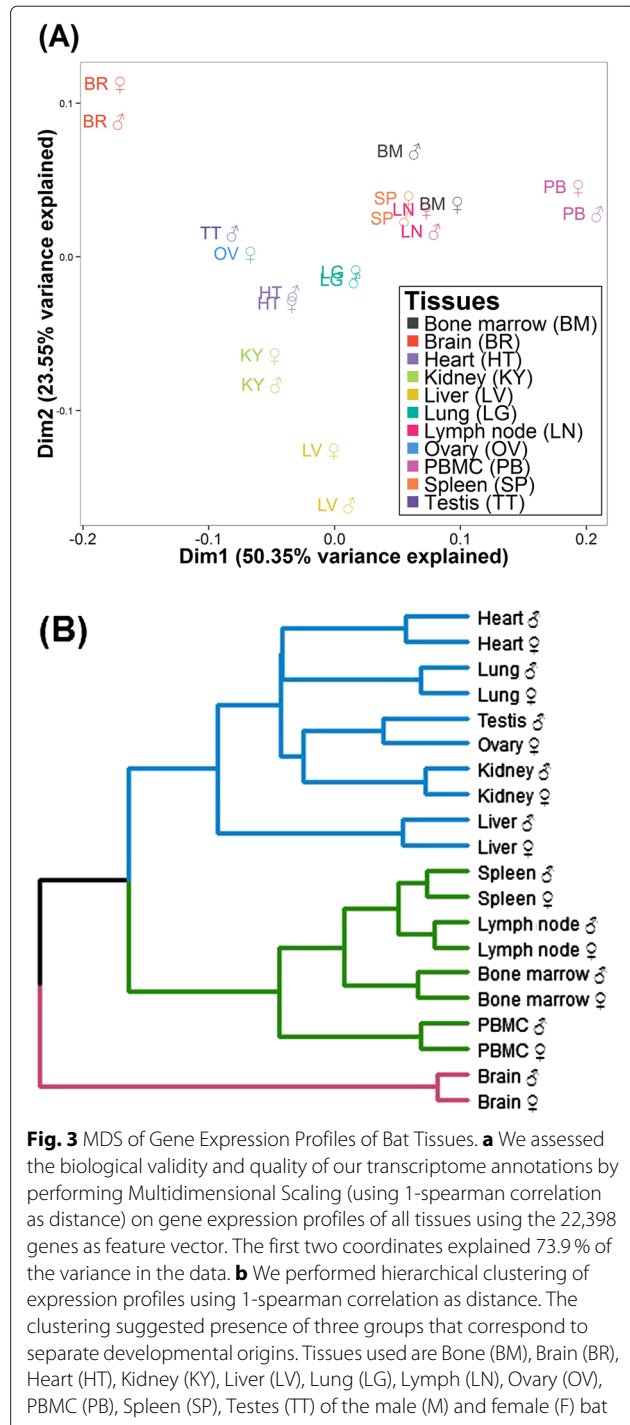 (A)
Dim2 (23.55% variance explained)
0.1
0.0
-0.1
BR ♀
BR ♂
BM ♂
PB ♀
SP ♀
BM ♀
LN ♀
PB ♂
SP ♂
LN ♂
TT ♂
OV ♀
LG ♀
LG ♂
HT ♂
HT ♀
KY ♀
KY ♂
LV ♀
LV ♂
Tissues
Bone marrow (BM)
Brain (BR)
Heart (HT)
Kidney (KY)
Liver (LV)
Lung (LG)
Lymph node (LN)
Ovary (OV)
PBMC (PB)
Spleen (SP)
Testis (TT)
-0.2 -0.1 0.0 0.1 0.2
Dim1 (50.35% variance explained)
(B)
Heart ♂
Heart ♀
Lung ♂
Lung ♀
Testis ♂
Ovary ♀
Kidney ♂
Kidney ♀
Liver ♂
Liver ♀
Spleen ♂
Spleen ♀
Lymph node ♂
Lymph node ♀
Bone marrow ♂
Bone marrow ♀
PBMC ♂
PBMC ♀
Brain ♂
Brain ♀
Fig. 3 MDS of Gene Expression Profiles of Bat Tissues. a We assessed
the biological validity and quality of our transcriptome annotations by
performing Multidimensional Scaling (using 1-spearman correlation
as distance) on gene expression profiles of all tissues using the 22,398
genes as feature vector. The first two coordinates explained 73.9 % of
the variance in the data. b We performed hierarchical clustering of
expression profiles using 1-spearman correlation as distance. The
clustering suggested presence of three groups that correspond to
separate developmental origins. Tissues used are Bone (BM), Brain (BR),
Heart (HT), Kidney (KY), Liver (LV), Lung (LG), Lymph (LN), Ovary (OV),
PBMC (PB), Spleen (SP), Testes (TT) of the male (M) and female (F) bat